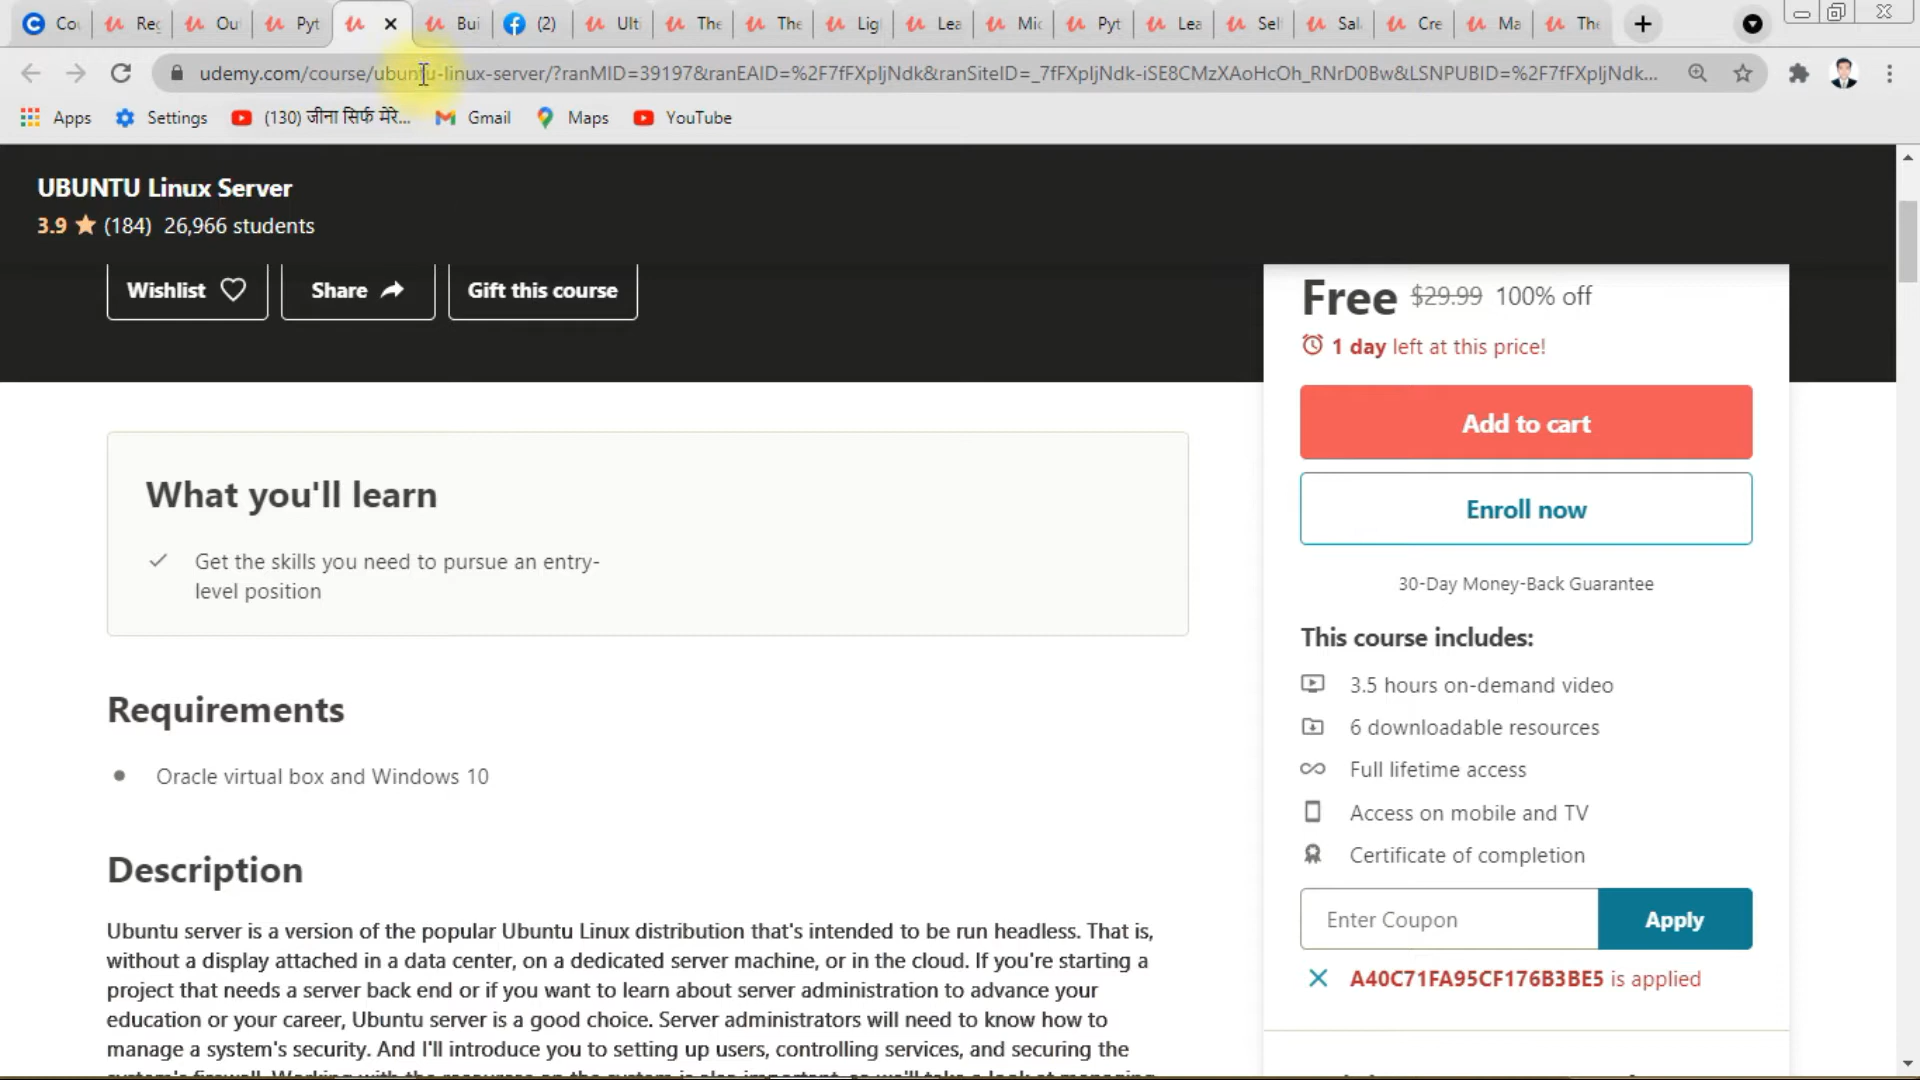 Cou Reg Ou Pyt Bui (2) Ult The The Lig Lea Mic Pyt Lea Sel Sal Cre Ma The
udemy.com/course/ubuntu-linux-server/?ranMID=39197&ranEAID=%2F7fFXpIjNdk&ranSiteID=_7fFXpIjNdk-iSE8CMzXAoHcOh_RNrD0Bw&LSNPUBID=%2F7fFXpIjNdk...
Apps Settings (130) जीना सिर्फ मेरे... Gmail Maps YouTube
UBUNTU Linux Server
3.9 (184) 26,966 students
Wishlist Share Gift this course
Free $29.99 100% off
1 day left at this price!
Add to cart
Enroll now
30-Day Money-Back Guarantee
This course includes:
3.5 hours on-demand video
6 downloadable resources
Full lifetime access
Access on mobile and TV
Certificate of completion
Enter Coupon Apply
A40C71FA95CF176B3BE5 is applied
What you'll learn
Get the skills you need to pursue an entry-
level position
Requirements
Oracle virtual box and Windows 10
Description
Ubuntu server is a version of the popular Ubuntu Linux distribution that's intended to be run headless. That is,
without a display attached in a data center, on a dedicated server machine, or in the cloud. If you're starting a
project that needs a server back end or if you want to learn about server administration to advance your
education or your career, Ubuntu server is a good choice. Server administrators will need to know how to
manage a system's security. And I'll introduce you to setting up users, controlling services, and securing the